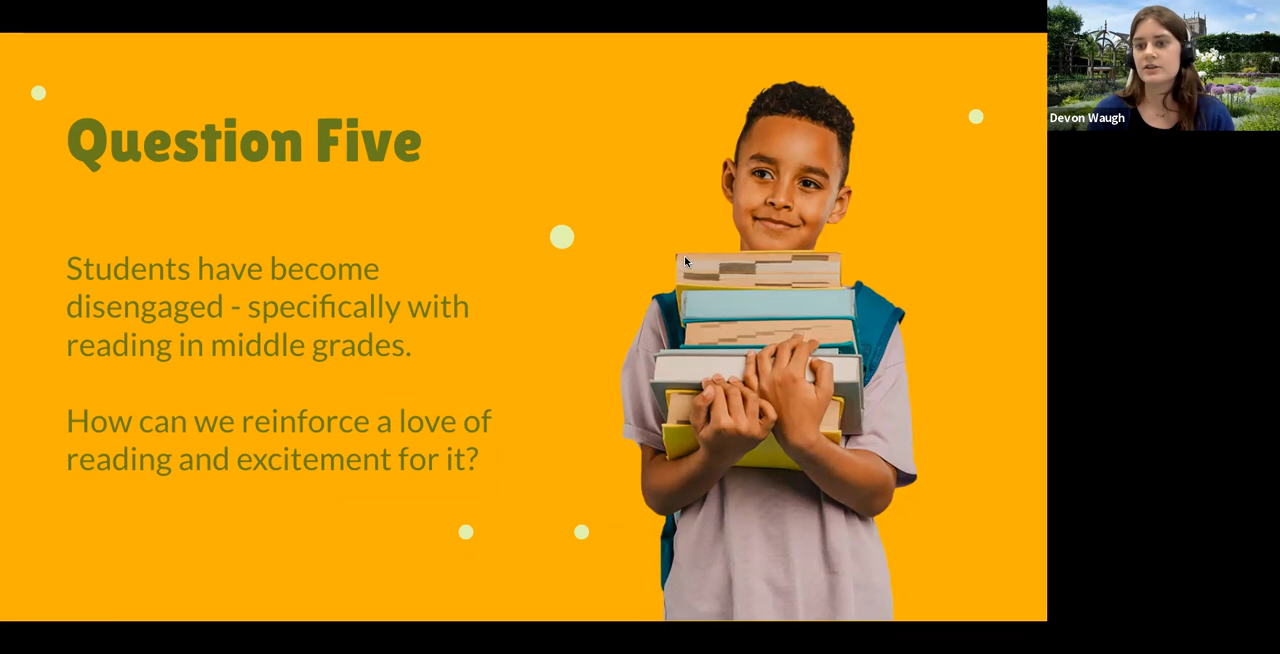 Question Five
Students have become
disengaged - specifically with
reading in middle grades.
How can we reinforce a love of
reading and excitement for it?
Devon Waugh